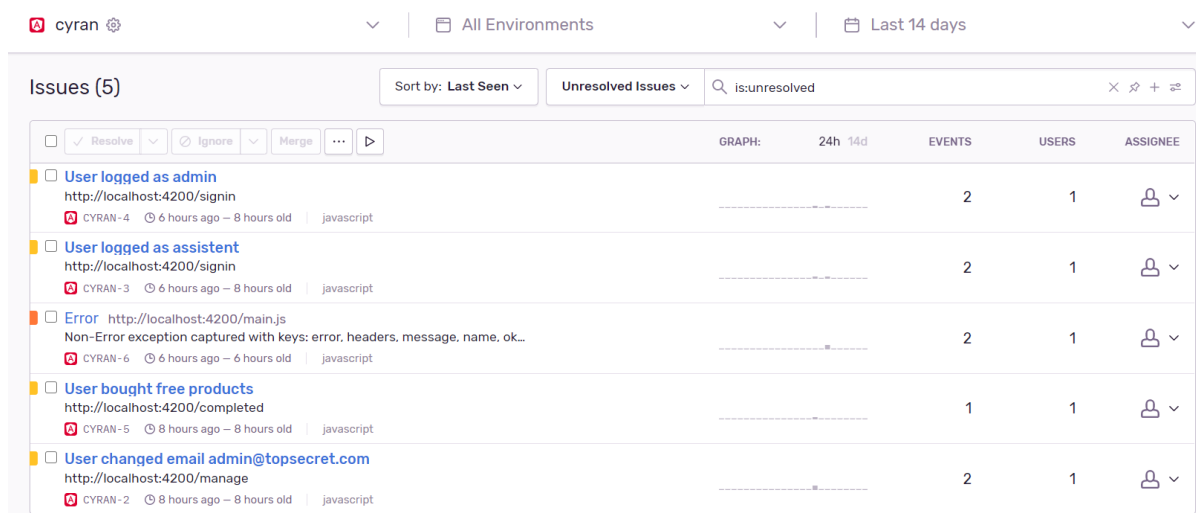 cyran All Environments Last 14 days
Issues (5) Sort by: Last Seen Unresolved Issues is:unresolved
Resolve Ignore Merge ... GRAPH: 24h 14d EVENTS USERS ASSIGNEE
User logged as admin
http://localhost:4200/signin 2 1
CYRAN-4 6 hours ago — 8 hours old javascript
User logged as assistent
http://localhost:4200/signin 2 1
CYRAN-3 6 hours ago — 8 hours old javascript
Error http://localhost:4200/main.js
Non-Error exception captured with keys: error, headers, message, name, ok… 2 1
CYRAN-6 6 hours ago — 6 hours old javascript
User bought free products
http://localhost:4200/completed 1 1
CYRAN-5 8 hours ago — 8 hours old javascript
User changed email admin@topsecret.com
http://localhost:4200/manage 2 1
CYRAN-2 8 hours ago — 8 hours old javascript